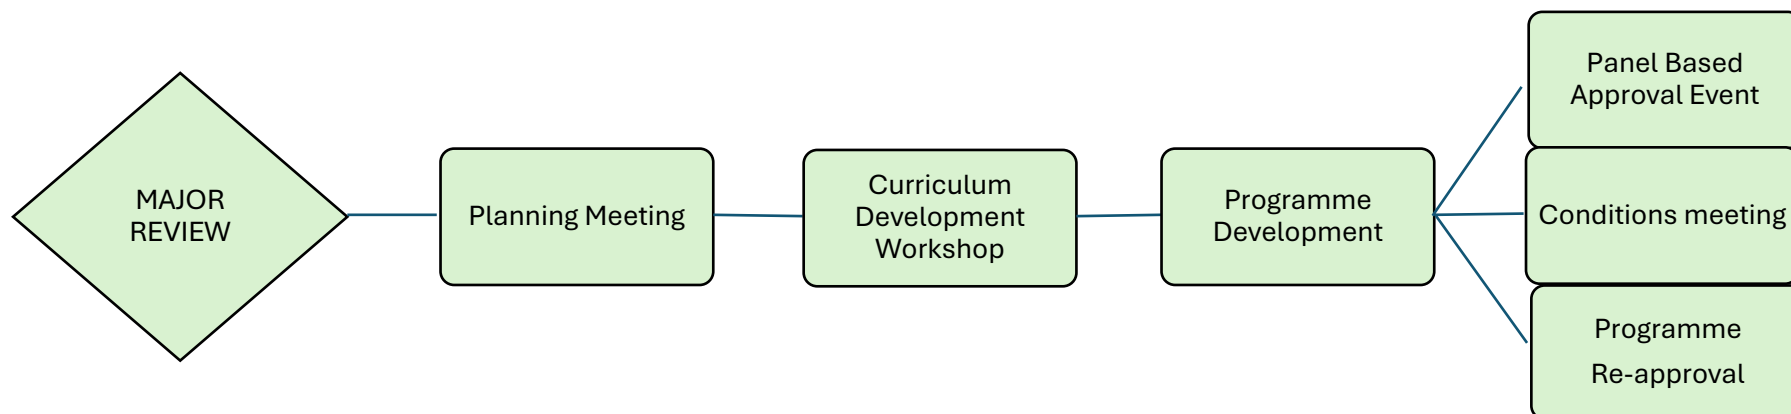 MAJOR
REVIEW
Planning Meeting
Curriculum
Development
Workshop
Programme
Development
Panel Based
Approval Event
Conditions meeting
Programme
Re-approval